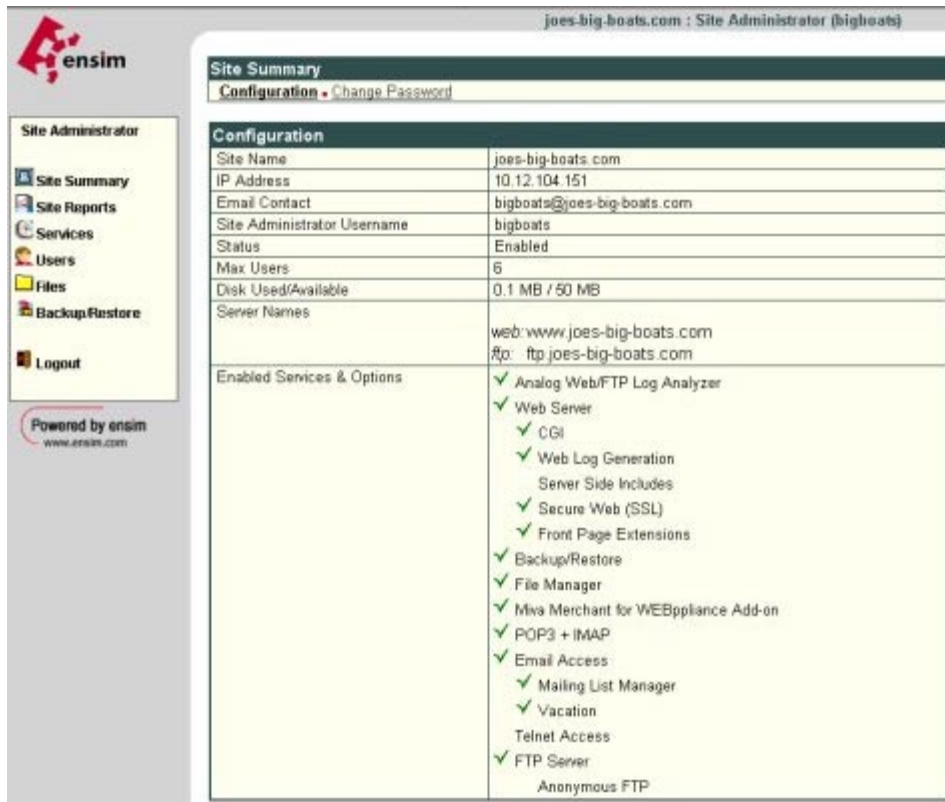 joes-big-boats.com : Site Administrator (bigboats)
ensim
Site Summary
Configuration • Change Password
Site Administrator
Site Summary
Site Reports
Services
Users
Files
Backup/Restore
Logout
Powered by ensim
www.ensim.com
Configuration
Site Name joes-big-boats.com
IP Address 10.12.104.151
Email Contact bigboats@joes-big-boats.com
Site Administrator Username bigboats
Status Enabled
Max Users 6
Disk Used/Available 0.1 MB / 50 MB
Server Names
web: www.joes-big-boats.com
ftp: ftp.joes-big-boats.com
Enabled Services & Options
Analog Web/FTP Log Analyzer
Web Server
CGI
Web Log Generation
Server Side Includes
Secure Web (SSL)
Front Page Extensions
Backup/Restore
File Manager
Miva Merchant for WEBppliance Add-on
POP3 + IMAP
Email Access
Mailing List Manager
Vacation
Telnet Access
FTP Server
Anonymous FTP